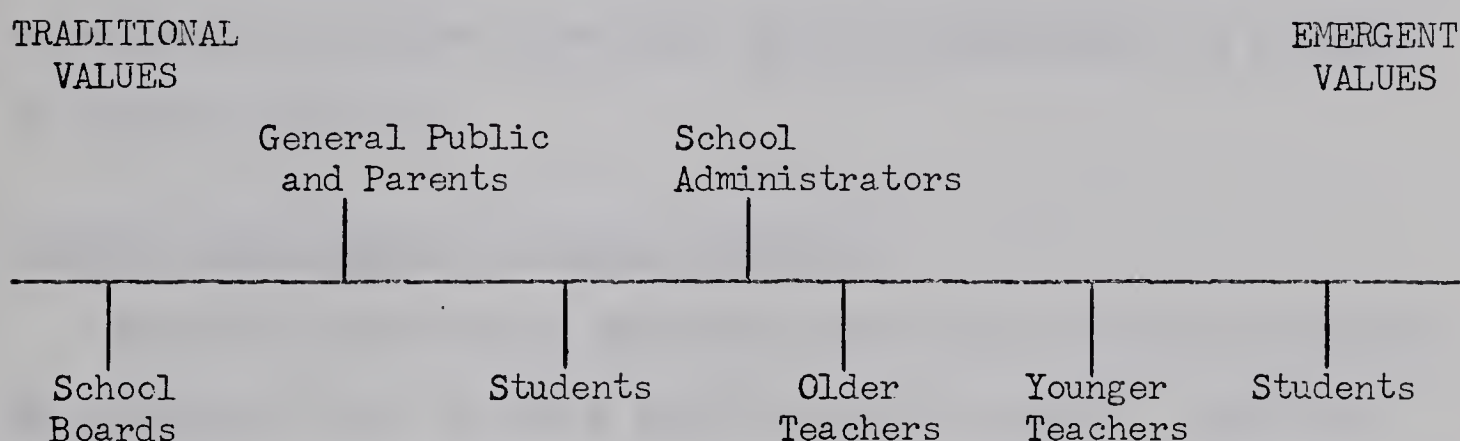 TRADITIONAL
VALUES
EMERGENT
VALUES
General Public
and Parents
School
Administrators
School
Boards
Students
Older
Teachers
Younger
Teachers
Students